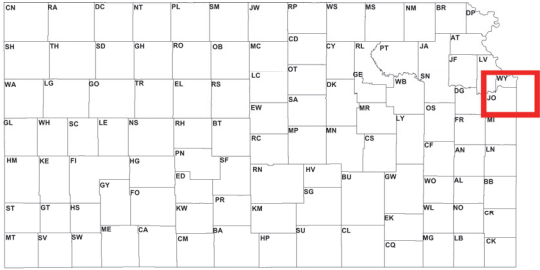 CN RA DC NT PL SM JW RP WS MS NM BR DP
CD AT
SH TH SD GH RO OB MC CY RL PT JA
JF LV
LC OT GE WB SN WY
WA LG GO TR EL RS DK DG JO
EW SA MR OS
GL WH SC LE NS RH BT LY FR MI
RC MP MN CS
CF
HM KE FI HG PN SF AN LN
RN HV
ED BU GW
GY WO AL BB
FO SG
PR
ST GT HS KW KM WL NO CR
EK
MT SV SW ME CA CM BA HP SU CL CQ MG LB CK